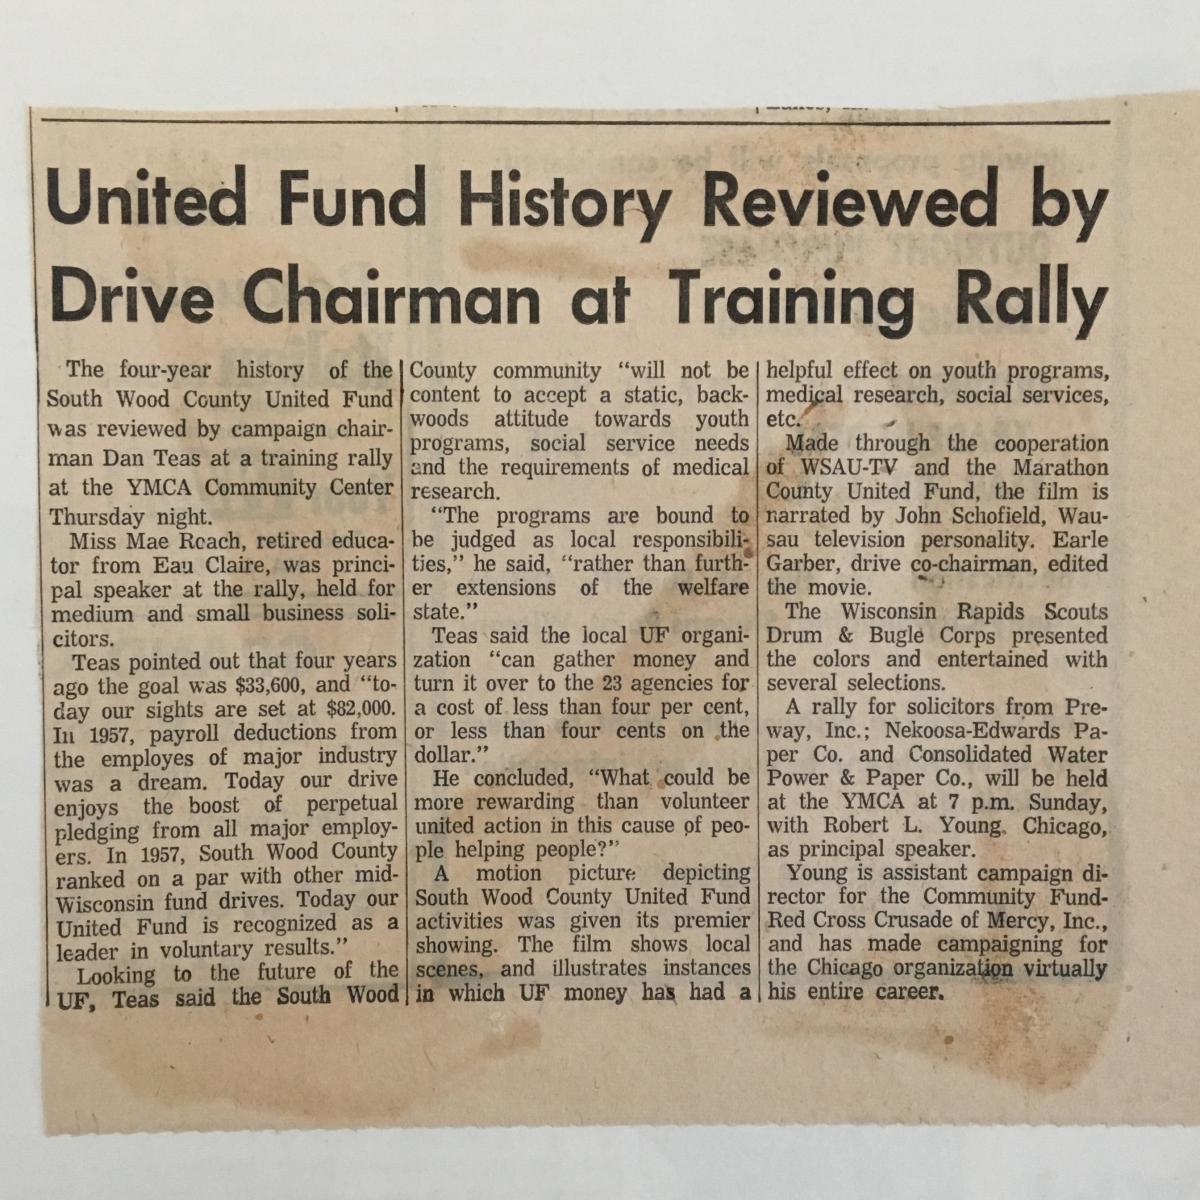 United Fund History Reviewed by
Drive Chairman at Training Rally
The four-year history of the
South Wood County United Fund
was reviewed by campaign chair-
man Dan Teas at a training rally
at the YMCA Community Center
Thursday night.
Miss Mae Roach, retired educa-
tor from Eau Claire, was princi-
pal speaker at the rally, held for
medium and small business soli-
citors.
Teas pointed out that four years
ago the goal was $33,600, and "to-
day our sights are set at $82,000.
In 1957, payroll deductions from
the employes of major industry
was a dream. Today our drive
enjoys the boost of perpetual
pledging from all major employ-
ers. In 1957, South Wood County
ranked on a par with other mid-
Wisconsin fund drives. Today our
United Fund is recognized as a
leader in voluntary results."
Looking to the future of the
UF, Teas said the South Wood
County community "will not be
content to accept a static, back-
woods attitude towards youth
programs, social service needs
and the requirements of medical
research.
"The programs are bound to
be judged as local responsibili-
ties," he said, "rather than furth-
er extensions of the welfare
state."
Teas said the local UF organi-
zation "can gather money and
turn it over to the 23 agencies for
a cost of less than four per cent,
or less than four cents on the
dollar."
He concluded, "What could be
more rewarding than volunteer
united action in this cause of peo-
ple helping people?"
A motion picture depicting
South Wood County United Fund
activities was given its premier
showing. The film shows local
scenes, and illustrates instances
in which UF money has had a
helpful effect on youth programs,
medical research, social services,
etc.
Made through the cooperation
of WSAU-TV and the Marathon
County United Fund, the film is
narrated by John Schofield, Wau-
sau television personality. Earle
Garber, drive co-chairman, edited
the movie.
The Wisconsin Rapids Scouts
Drum & Bugle Corps presented
the colors and entertained with
several selections.
A rally for solicitors from Pre-
way, Inc.; Nekoosa-Edwards Pa-
per Co. and Consolidated Water
Power & Paper Co., will be held
at the YMCA at 7 p.m. Sunday,
with Robert L. Young, Chicago,
as principal speaker.
Young is assistant campaign di-
rector for the Community Fund-
Red Cross Crusade of Mercy, Inc.,
and has made campaigning for
the Chicago organization virtually
his entire career.